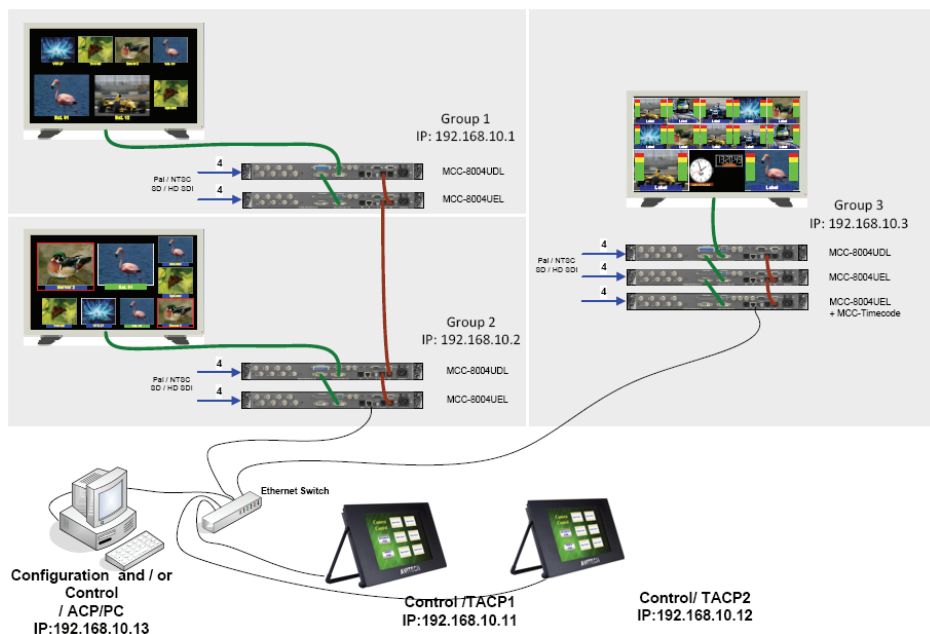 Group 1
IP: 192.168.10.1
4
Pal / NTSC
SD / HD SDI
4
MCC-8004UDL
MCC-8004UEL
Group 2
IP: 192.168.10.2
4
Pal / NTSC
SD / HD SDI
4
MCC-8004UDL
MCC-8004UEL
Label
Label
Label
Label
Group 3
IP: 192.168.10.3
4
Pal / NTSC
SD / HD SDI
4
4
MCC-8004UDL
MCC-8004UEL
MCC-8004UEL
+ MCC-Timecode
Ethernet Switch
Configuration and / or
Control
/ ACP/PC
IP:192.168.10.13
Control /TACP1
IP:192.168.10.11
Control/ TACP2
IP:192.168.10.12